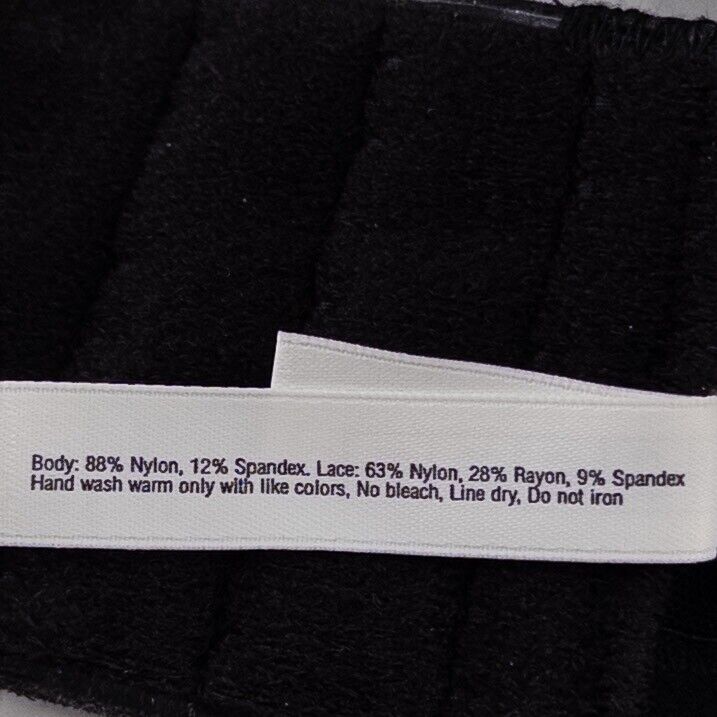 Body: 88% Nylon, 12% Spandex. Lace: 63% Nylon, 28% Rayon, 9% Spandex
Hand wash warm only with like colors, No bleach, Line dry, Do not iron